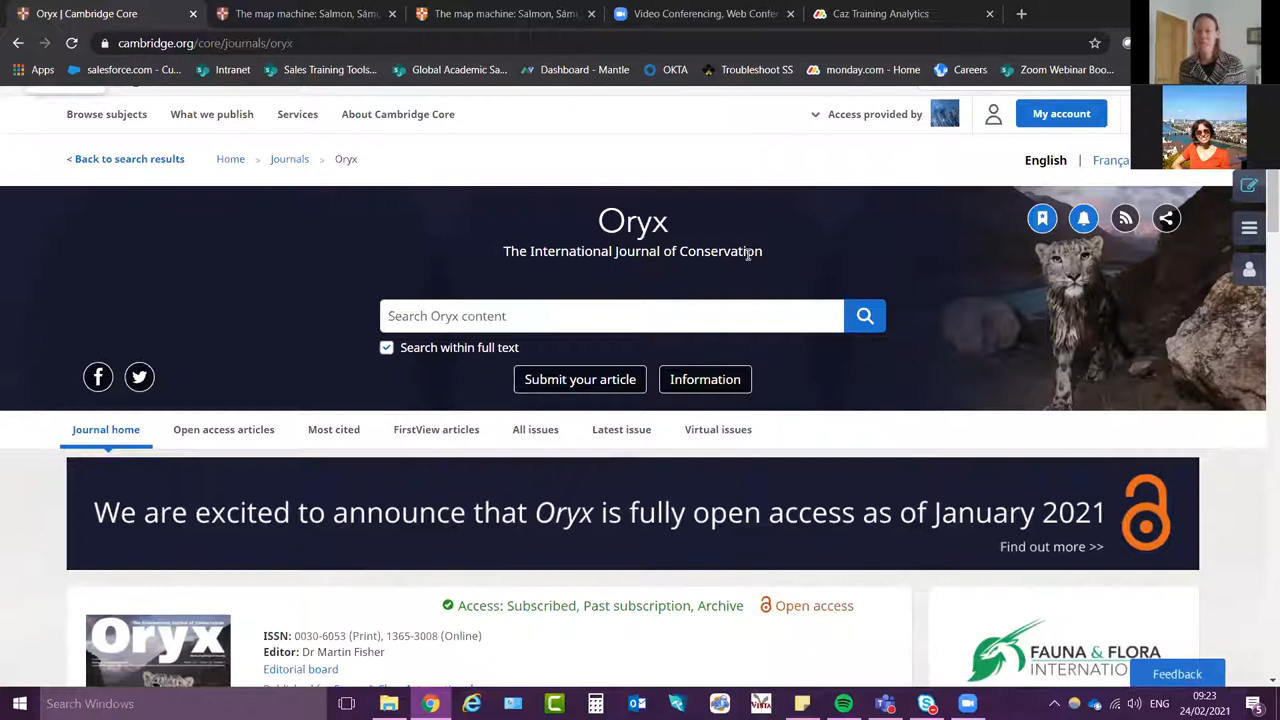 Oryx | Cambridge Core
The map machine: Salmon, Sám
The map machine: Salmon, Sám
Video Conferencing, Web Confe
Caz Training Analytics
cambridge.org/core/journals/oryx
Apps
salesforce.com - Cu...
Intranet
Sales Training Tools...
Global Academic Sa...
Dashboard - Mantle
OKTA
Troubleshoot SS
monday.com - Home
Careers
Zoom Webinar Boo...
Browse subjects
What we publish
Services
About Cambridge Core
Access provided by
My account
< Back to search results
Home > Journals > Oryx
English | França
Oryx
The International Journal of Conservation
Search Oryx content
Search within full text
Submit your article
Information
Journal home
Open access articles
Most cited
FirstView articles
All issues
Latest issue
Virtual issues
We are excited to announce that Oryx is fully open access as of January 2021
Find out more >>
Access: Subscribed, Past subscription, Archive
Open access
Oryx
ISSN: 0030-6053 (Print), 1365-3008 (Online)
Editor: Dr Martin Fisher
Editorial board
FAUNA & FLORA
INTERNATIO
Feedback
Search Windows
ENG
09:23
24/02/2021
5